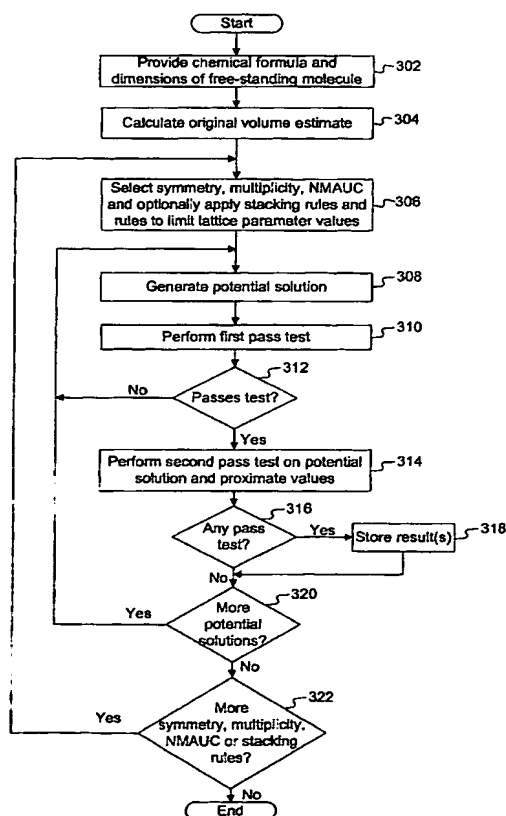 Start
Provide chemical formula and
dimensions of free-standing molecule
302
Calculate original volume estimate
304
Select symmetry, multiplicity, NMAUC
and optionally apply stacking rules and
rules to limit lattice parameter values
306
Generate potential solution
308
310
Perform first pass test
312
No
Passes test?
Yes
Perform second pass test on potential
solution and proximate values
314
316
Any pass
test?
Yes
Store result(s)
318
No
320
Yes
More
potential
solutions?
No
322
Yes
More
symmetry, multiplicity,
NMAUC or stacking
rules?
No
End